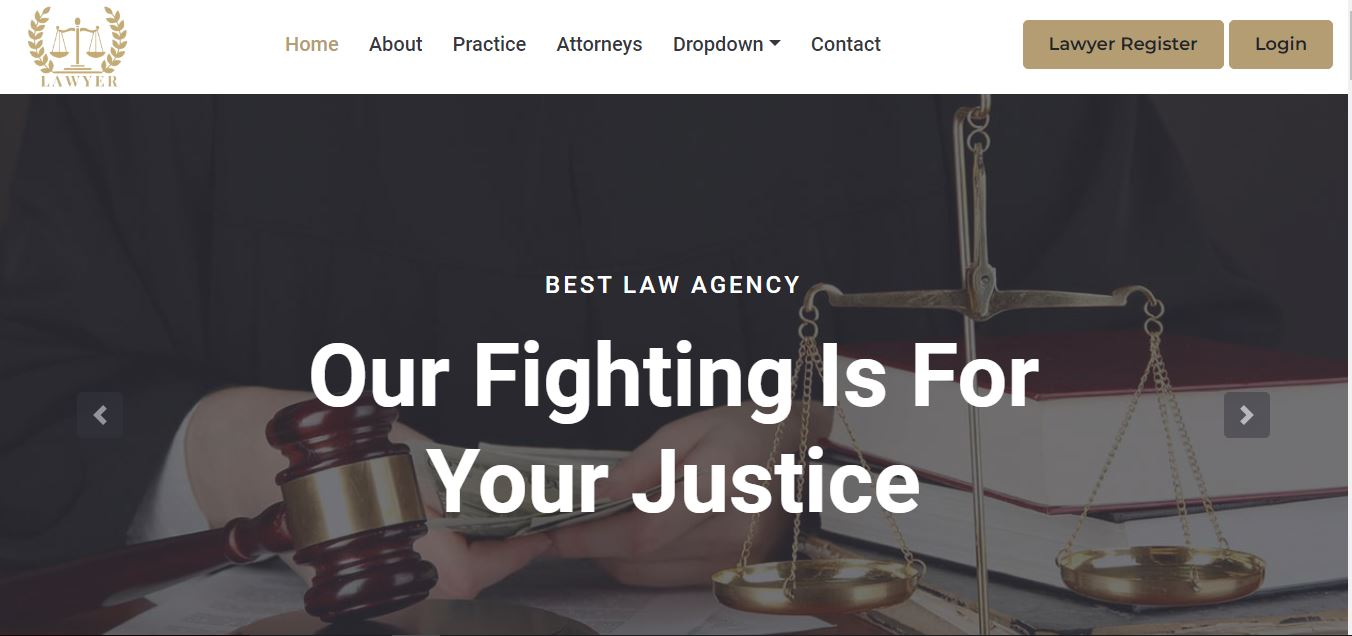 LAWYER
Home About Practice Attorneys Dropdown Contact
Lawyer Register Login
BEST LAW AGENCY
Our Fighting Is For
Your Justice